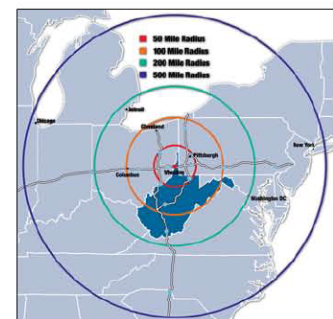 50 Mile Radius
100 Mile Radius
200 Mile Radius
500 Mile Radius
Chicago
Detroit
Cleveland
New York
Pittsburgh
Columbus
Wheeling
Washington DC